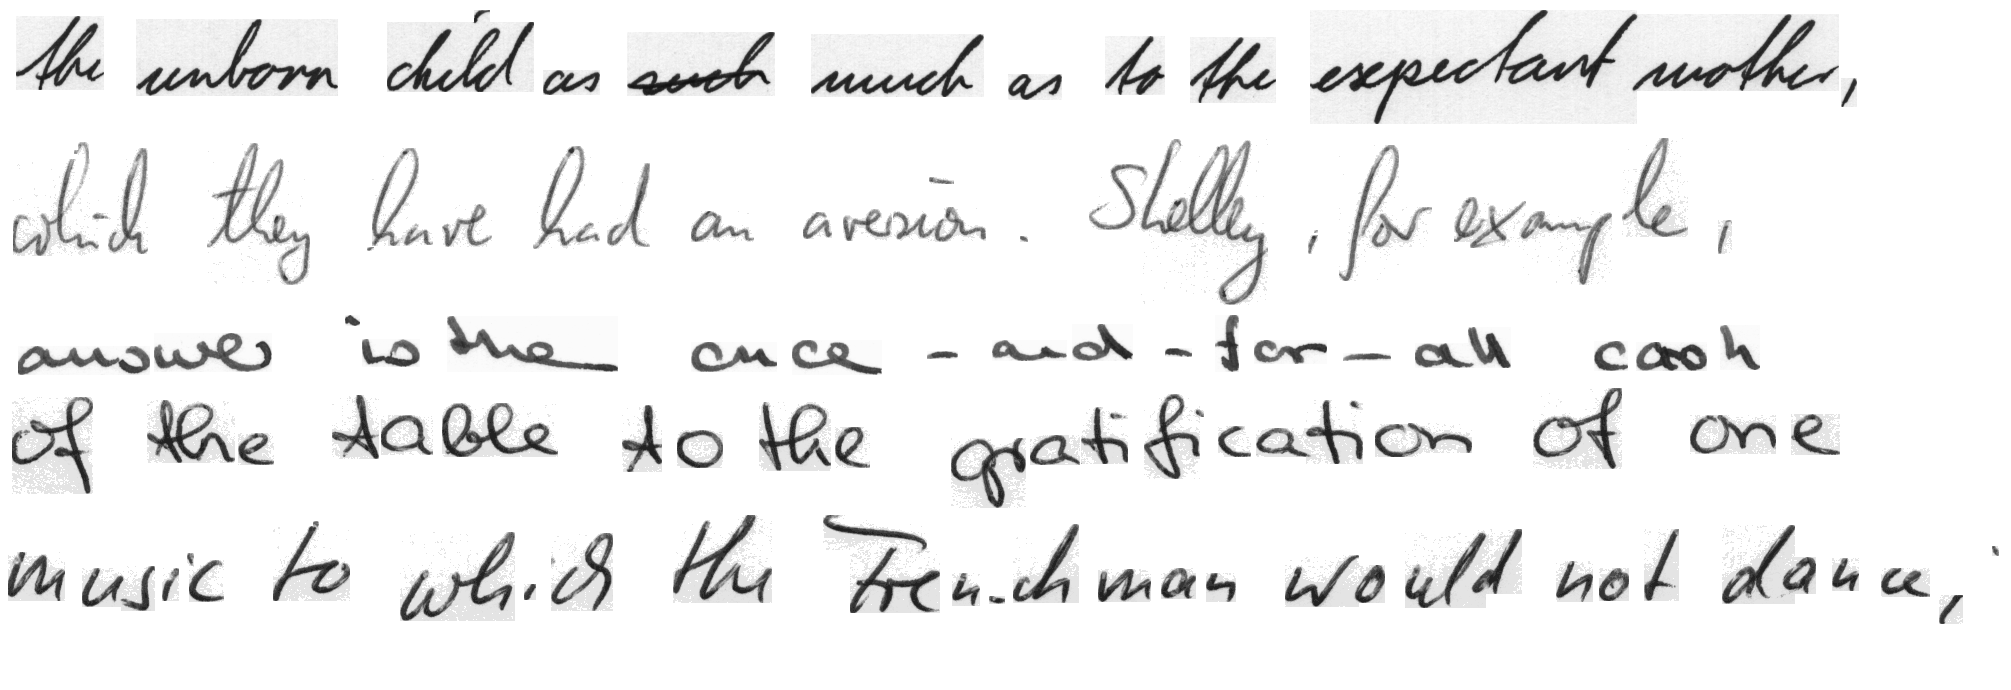 the unborn child as such much as to the expectant mother,
which they have had an aversion. Shelley, for example,
answer is the once-and-for-all cash
of the table to the gratification of one
music to which the Frenchman would not dance,